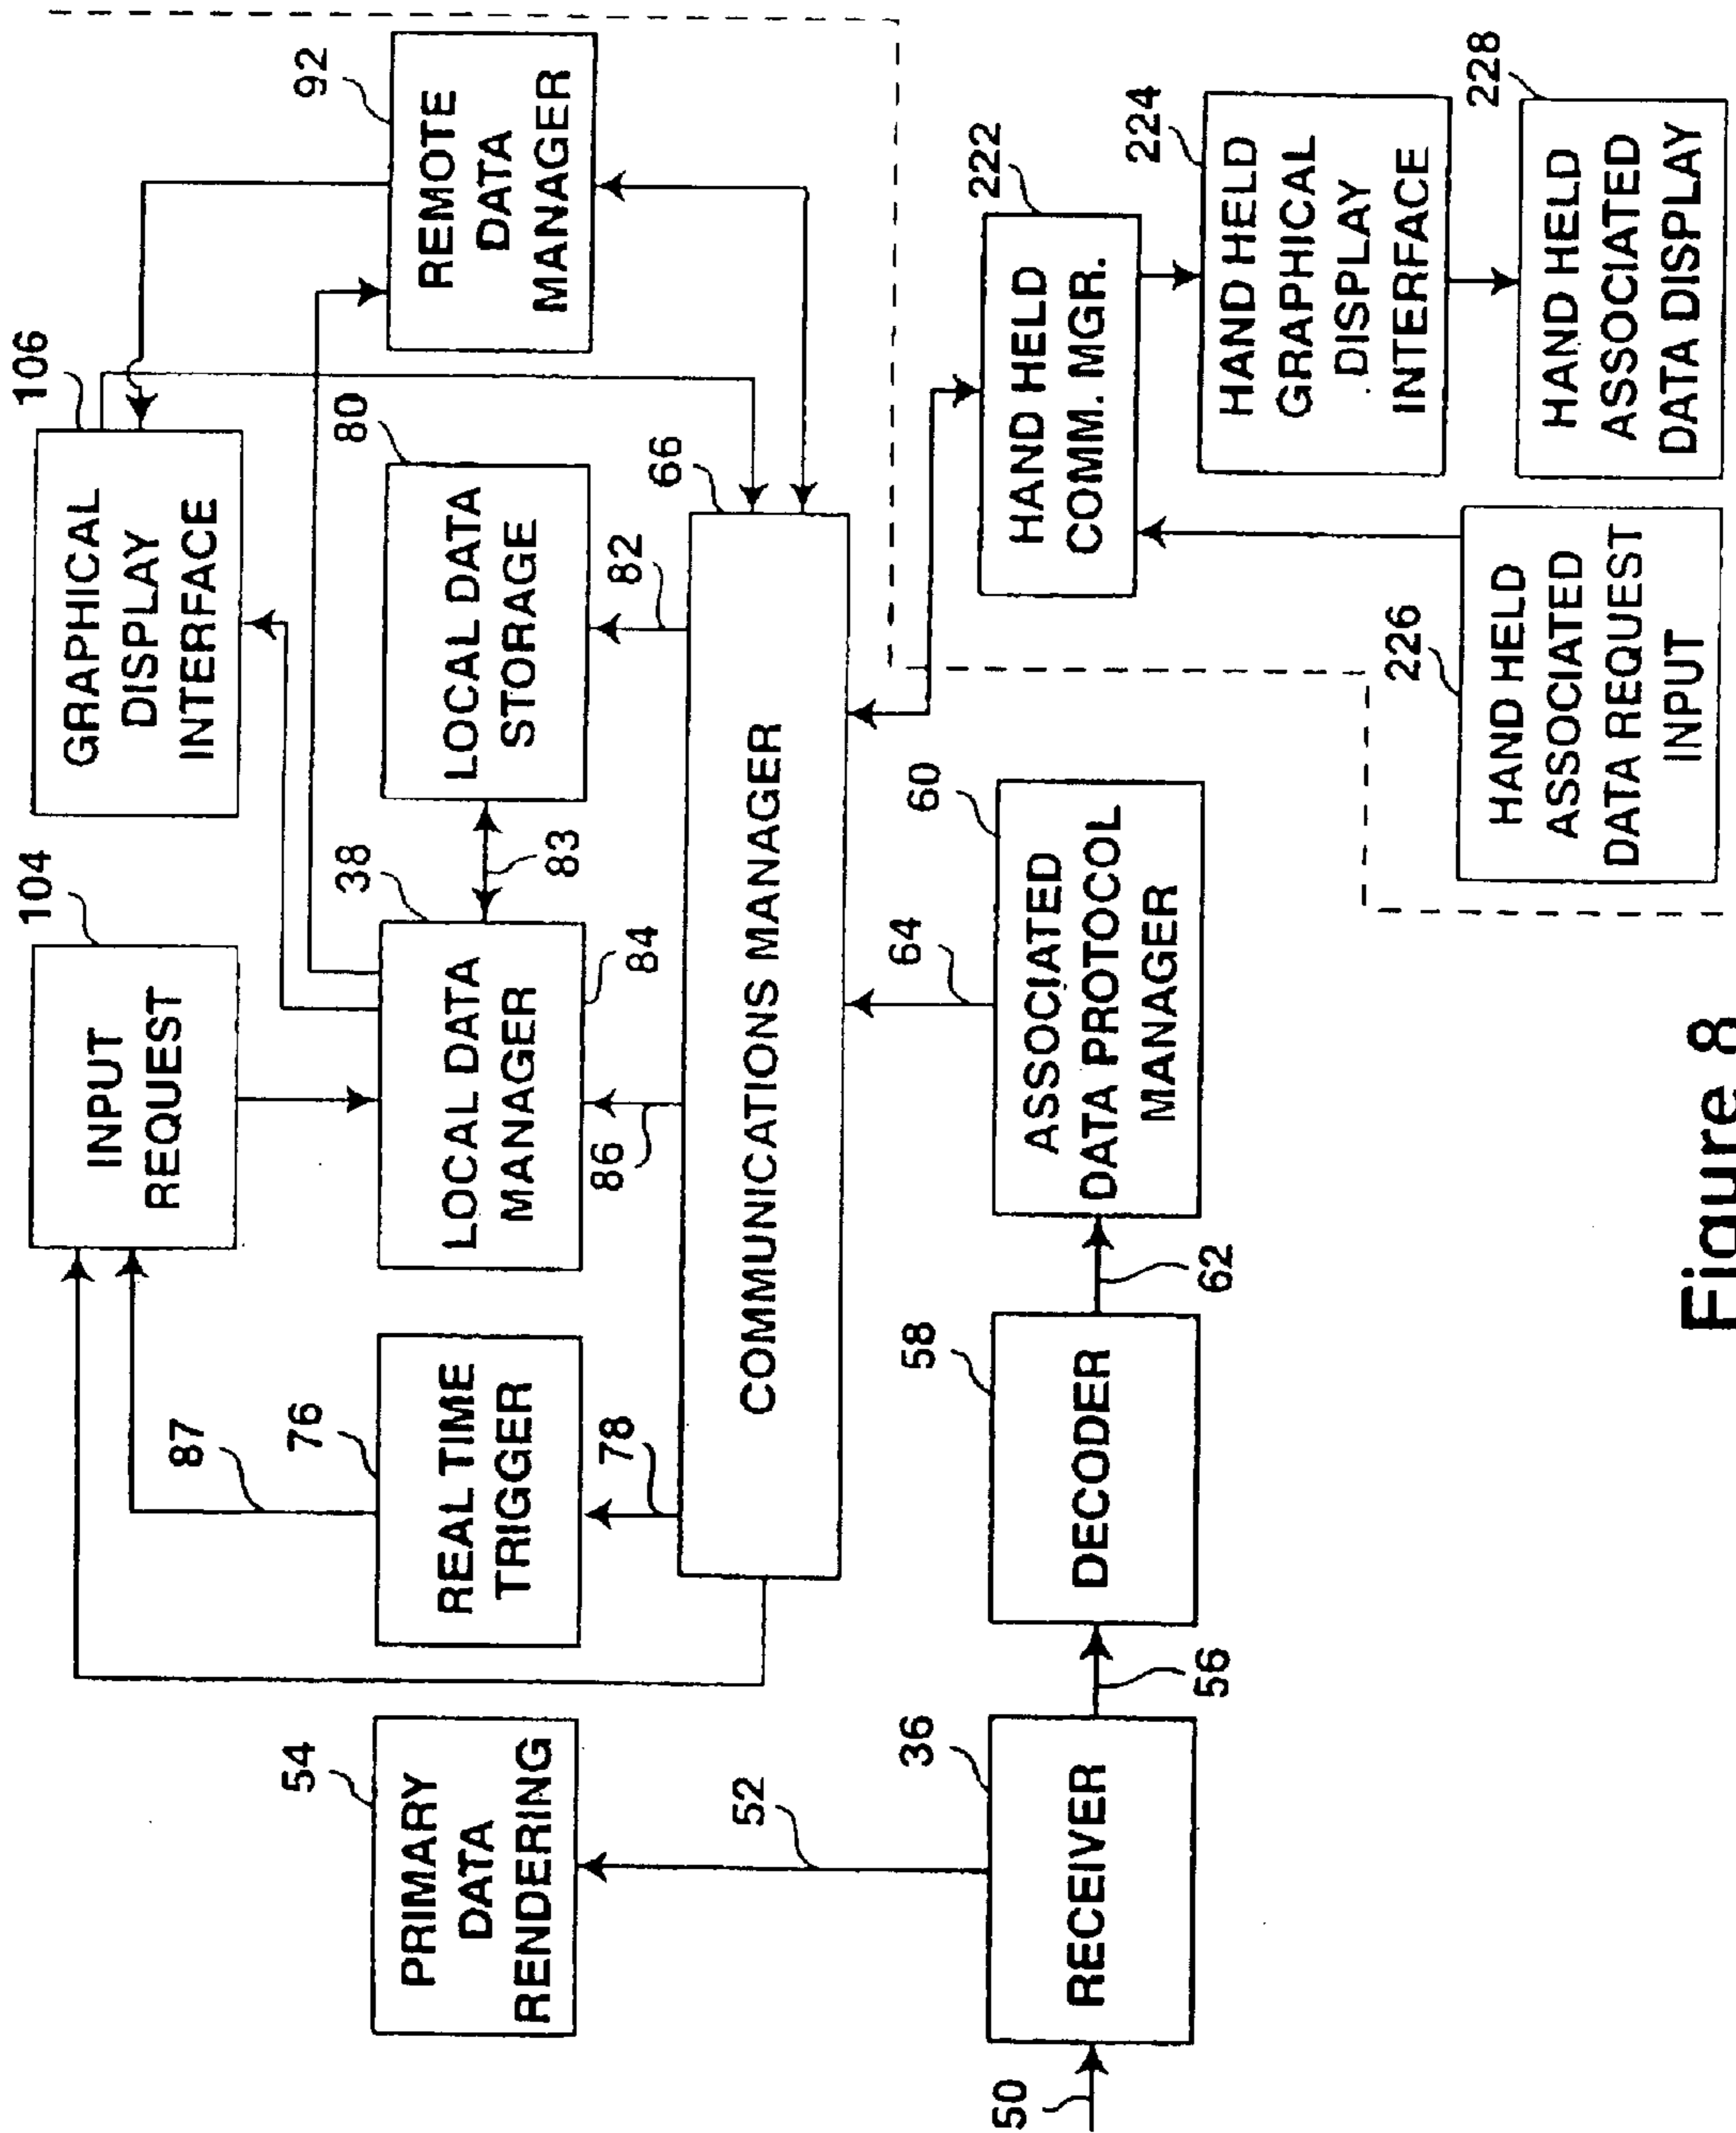 104
INPUT
REQUEST
106
GRAPHICAL
DISPLAY
INTERFACE
87
54
PRIMARY
DATA
RENDERING
76
REAL TIME
TRIGGER
38
LOCAL DATA
MANAGER
84
83
80
LOCAL DATA
STORAGE
92
REMOTE
DATA
MANAGER
78
86
82
66
COMMUNICATIONS MANAGER
52
64
50
36
RECEIVER
56
58
DECODER
62
60
ASSOCIATED
DATA PROTOCOL
MANAGER
222
HAND HELD
COMM. MGR.
224
HAND HELD
GRAPHICAL
DISPLAY
INTERFACE
226
HAND HELD
ASSOCIATED
DATA REQUEST
INPUT
228
HAND HELD
ASSOCIATED
DATA DISPLAY
Figure 8